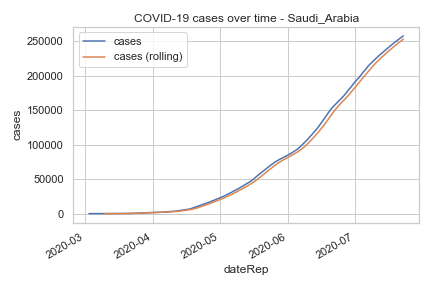 COVID-19 cases over time - Saudi_Arabia
cases
cases (rolling)
250000
200000
150000
100000
50000
0
cases
2020-03
2020-04
2020-05
2020-06
2020-07
dateRep